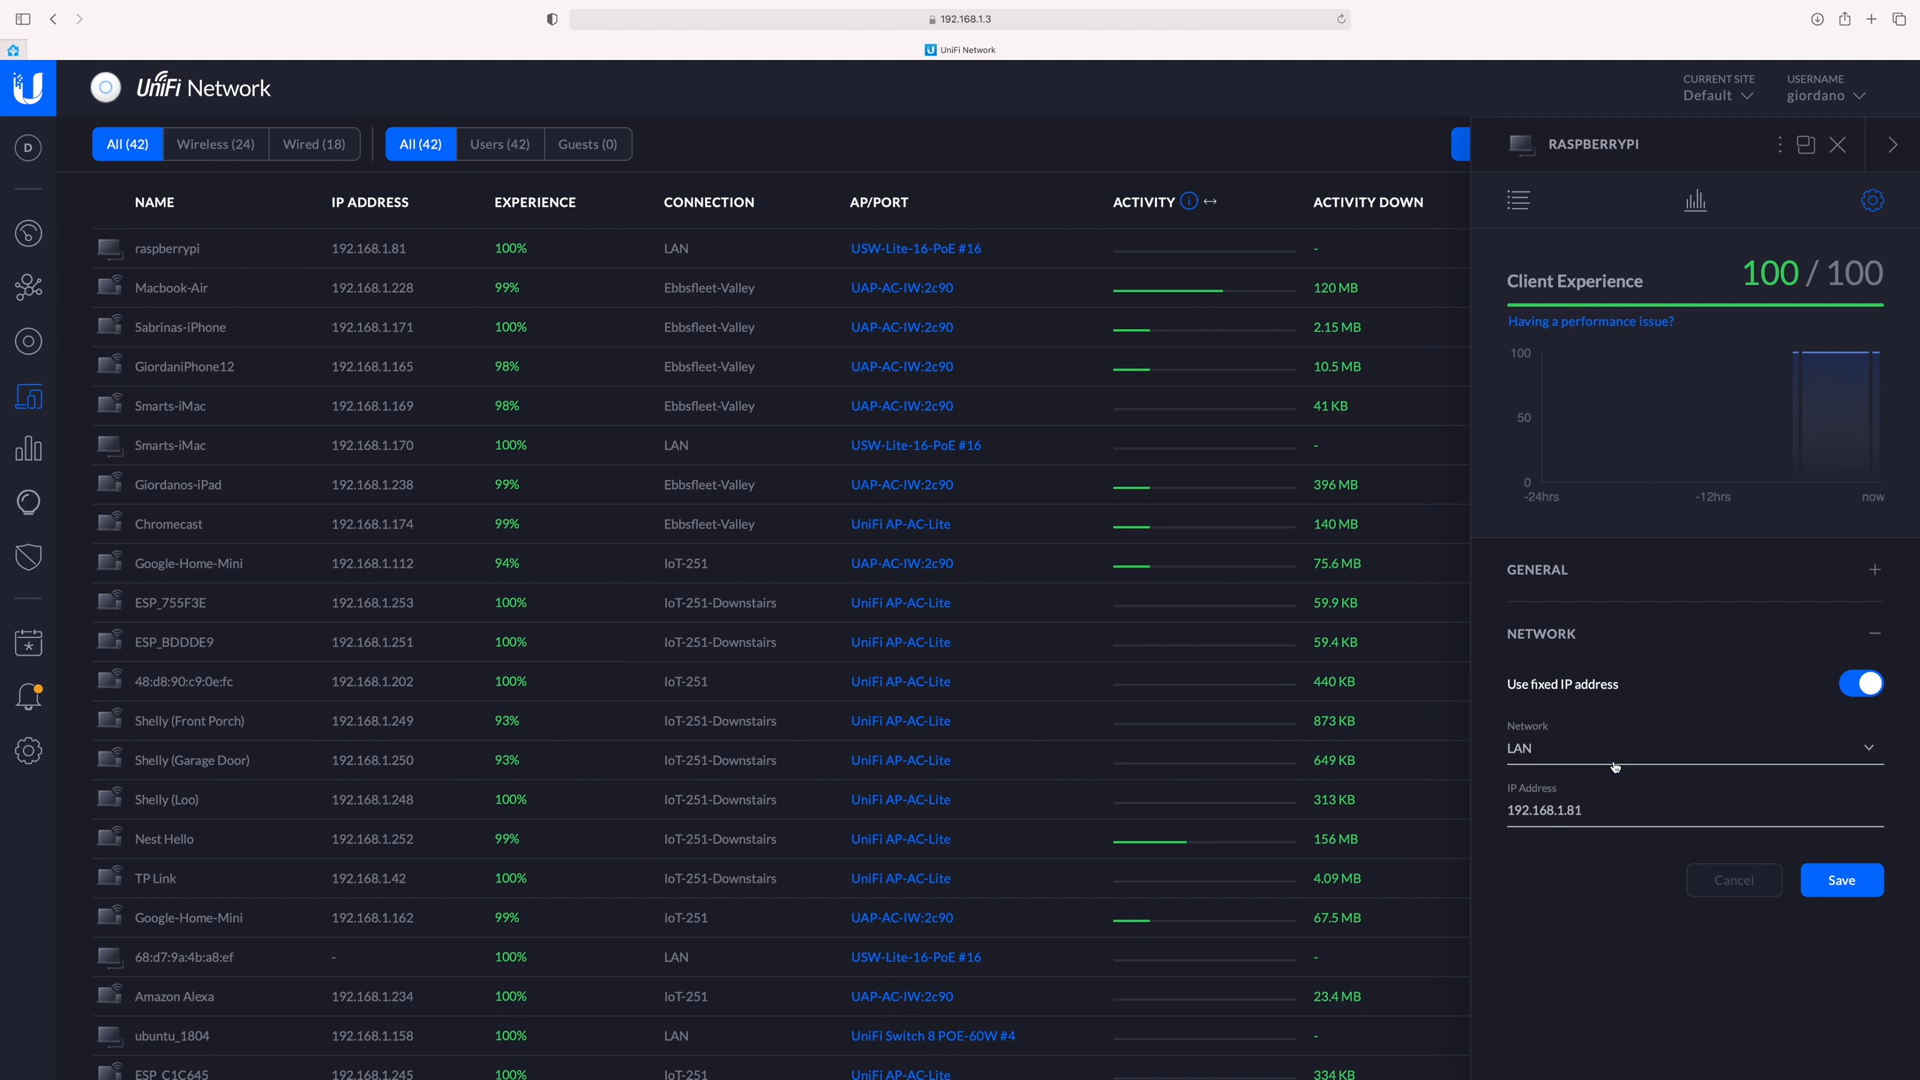 192.168.1.3
UniFi Network
UniFi Network
CURRENT SITE
Default
USERNAME
giordano
D
All (42) Wireless (24) Wired (18) All (42) Users (42) Guests (0)
RASPBERRYPI
NAME IP ADDRESS EXPERIENCE CONNECTION AP/PORT ACTIVITY ACTIVITY DOWN
raspberrypi 192.168.1.81 100% LAN USW-Lite-16-PoE #16 -
Macbook-Air 192.168.1.228 99% Ebbsfleet-Valley UAP-AC-IW:2c90 120 MB
Sabrinas-iPhone 192.168.1.171 100% Ebbsfleet-Valley UAP-AC-IW:2c90 2.15 MB
GiordaniPhone12 192.168.1.165 98% Ebbsfleet-Valley UAP-AC-IW:2c90 10.5 MB
Smarts-iMac 192.168.1.169 98% Ebbsfleet-Valley UAP-AC-IW:2c90 41 KB
Smarts-iMac 192.168.1.170 100% LAN USW-Lite-16-PoE #16 -
Giordanos-iPad 192.168.1.238 99% Ebbsfleet-Valley UAP-AC-IW:2c90 396 MB
Chromecast 192.168.1.174 99% Ebbsfleet-Valley UniFi AP-AC-Lite 140 MB
Google-Home-Mini 192.168.1.112 94% IoT-251 UAP-AC-IW:2c90 75.6 MB
ESP_755F3E 192.168.1.253 100% IoT-251-Downstairs UniFi AP-AC-Lite 59.9 KB
ESP_BDDDE9 192.168.1.251 100% IoT-251-Downstairs UniFi AP-AC-Lite 59.4 KB
48:d8:90:c9:0e:fc 192.168.1.202 100% IoT-251 UniFi AP-AC-Lite 440 KB
Shelly (Front Porch) 192.168.1.249 93% IoT-251-Downstairs UniFi AP-AC-Lite 873 KB
Shelly (Garage Door) 192.168.1.250 93% IoT-251-Downstairs UniFi AP-AC-Lite 649 KB
Shelly (Loo) 192.168.1.248 100% IoT-251-Downstairs UniFi AP-AC-Lite 313 KB
Nest Hello 192.168.1.252 99% IoT-251-Downstairs UniFi AP-AC-Lite 156 MB
TP Link 192.168.1.42 100% IoT-251-Downstairs UniFi AP-AC-Lite 4.09 MB
Google-Home-Mini 192.168.1.162 99% IoT-251 UAP-AC-IW:2c90 67.5 MB
68:d7:9a:4b:a8:ef - 100% LAN USW-Lite-16-PoE #16 -
Amazon Alexa 192.168.1.234 100% IoT-251 UAP-AC-IW:2c90 23.4 MB
ubuntu_1804 192.168.1.158 100% LAN UniFi Switch 8 POE-60W #4 -
ESP_C1C645 192.168.1.245 100% IoT-251 UniFi AP-AC-Lite 334 KB
Client Experience 100 / 100
Having a performance issue?
100
50
0
-24hrs -12hrs now
GENERAL
NETWORK
Use fixed IP address
Network
LAN
IP Address
192.168.1.81
Cancel Save